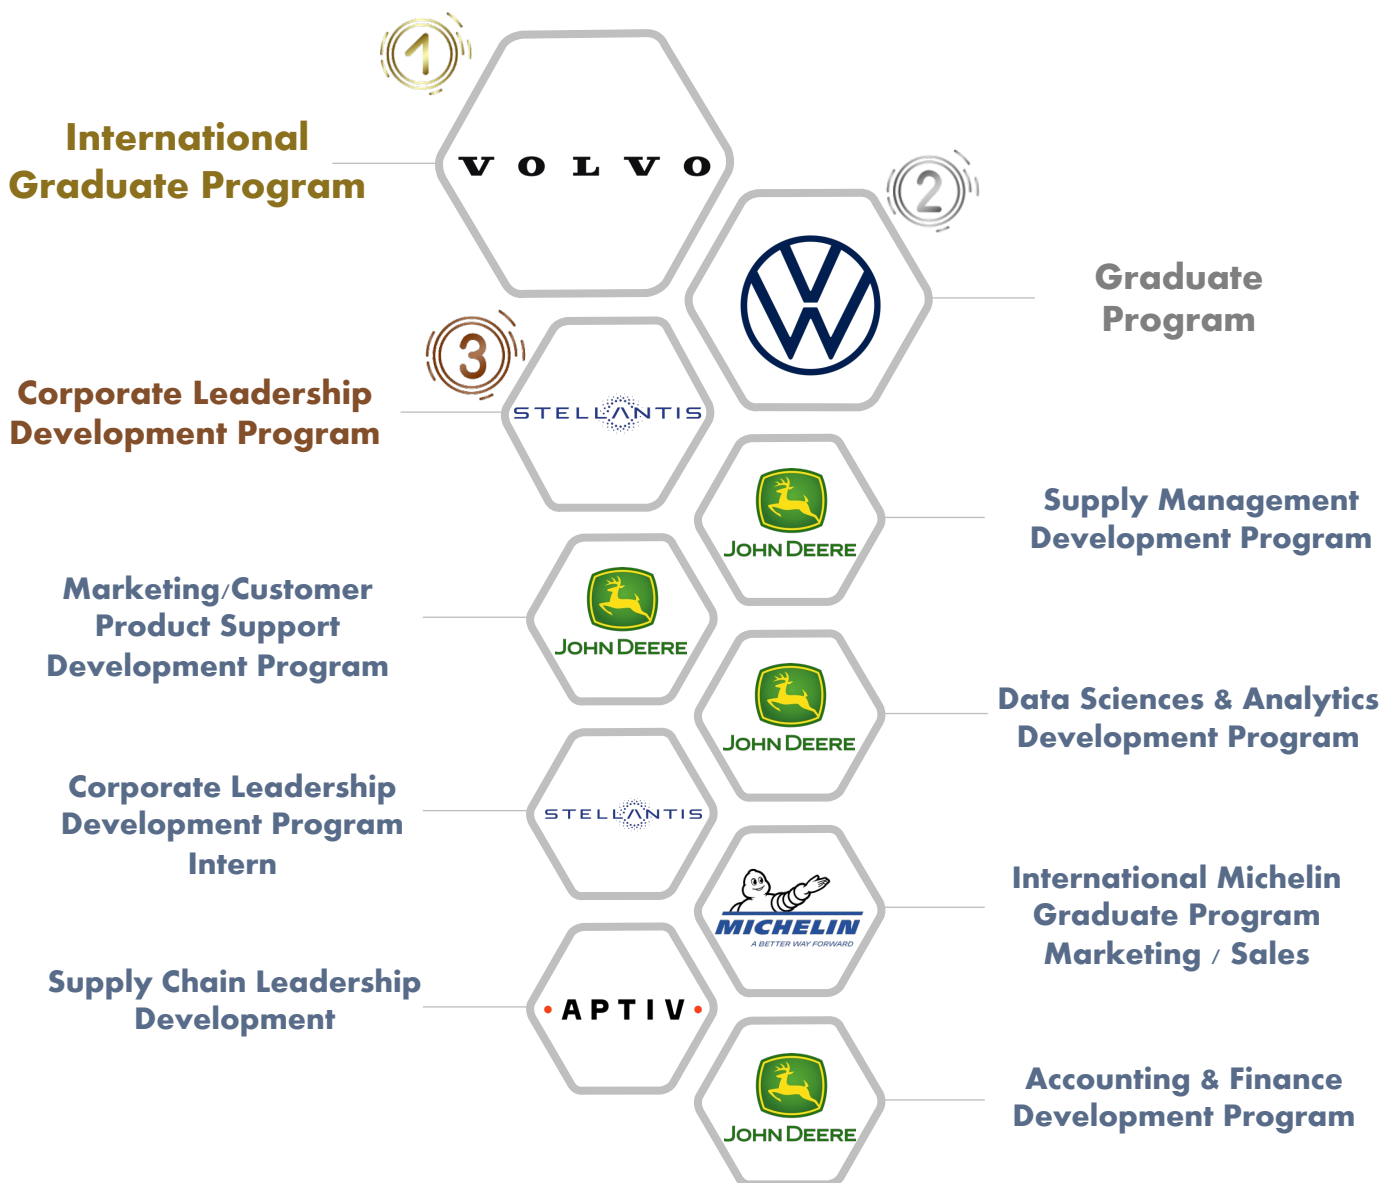 1
International
Graduate Program
VOLVO
2
VW
Graduate
Program
3
Corporate Leadership
Development Program
STELLANTIS
JOHN DEERE
Supply Management
Development Program
Marketing/Customer
Product Support
Development Program
JOHN DEERE
JOHN DEERE
Data Sciences & Analytics
Development Program
Corporate Leadership
Development Program
Intern
STELLANTIS
MICHELIN
A BETTER WAY FORWARD
International Michelin
Graduate Program
Marketing / Sales
Supply Chain Leadership
Development
• APTIV •
JOHN DEERE
Accounting & Finance
Development Program